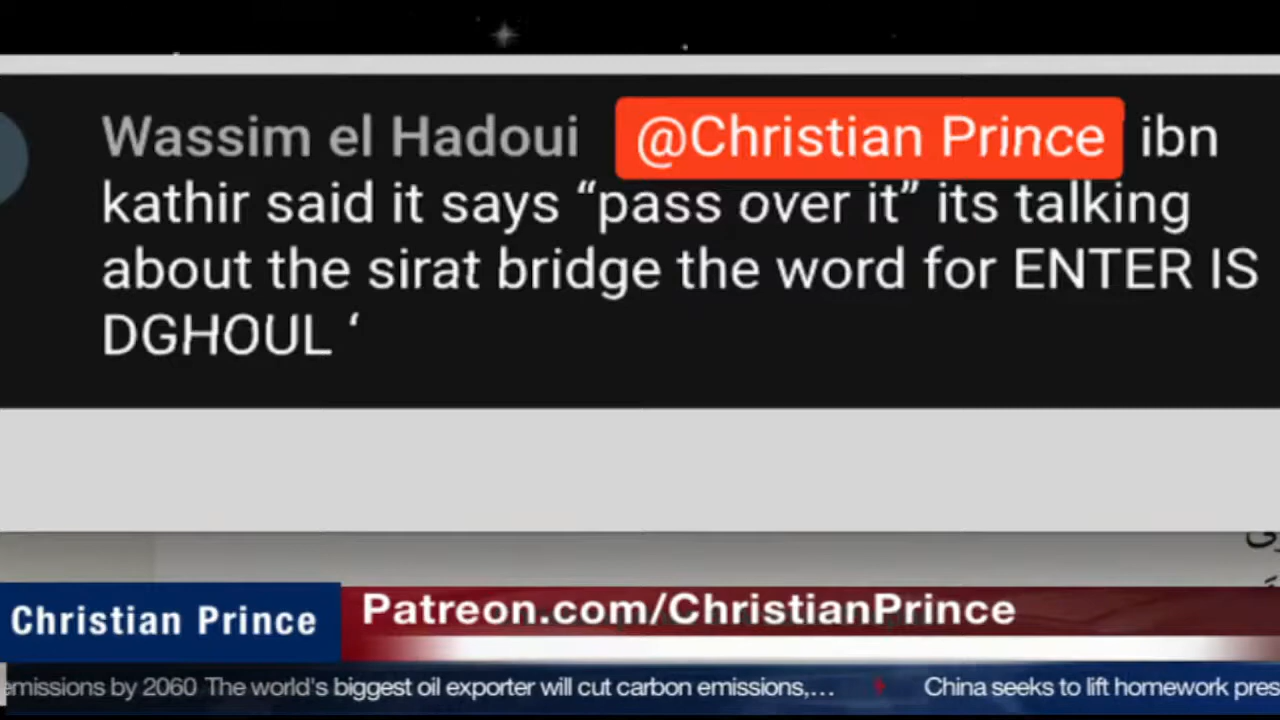 Wassim el Hadoui @Christian Prince ibn
kathir said it says “pass over it” its talking
about the sirat bridge the word for ENTER IS
DGHOUL ‘
Christian Prince
Patreon.com/ChristianPrince
emissions by 2060 The world's biggest oil exporter will cut carbon emissions,... China seeks to lift homework pres